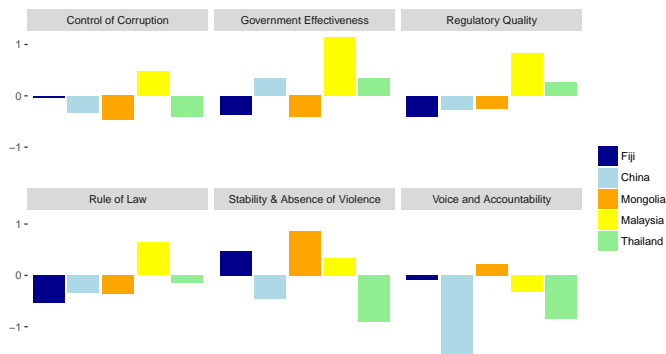 Control of Corruption
Government Effectiveness
Regulatory Quality
1
0
−1
Rule of Law
Stability & Absence of Violence
Voice and Accountability
1
0
−1
Fiji
China
Mongolia
Malaysia
Thailand